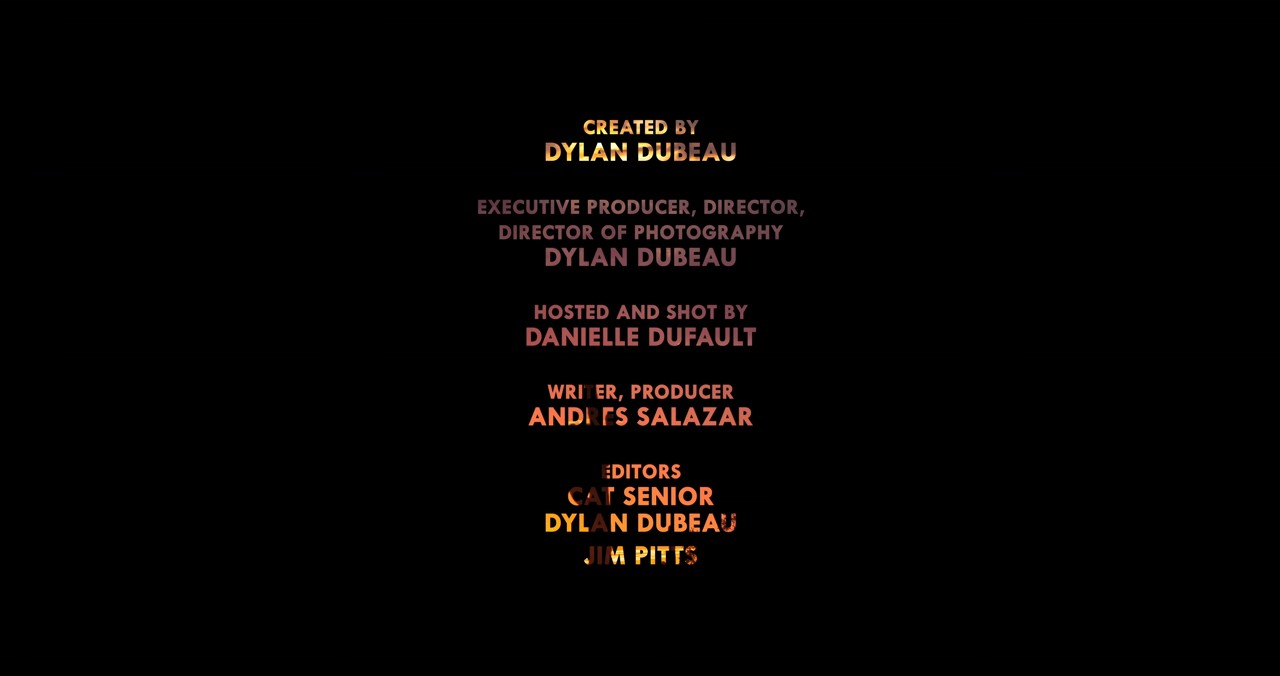 CREATED BY
DYLAN DUBEAU
EXECUTIVE PRODUCER, DIRECTOR,
DIRECTOR OF PHOTOGRAPHY
DYLAN DUBEAU
HOSTED AND SHOT BY
DANIELLE DUFAULT
WRITER, PRODUCER
ANDRES SALAZAR
EDITORS
CAT SENIOR
DYLAN DUBEAU
JIM PITTS